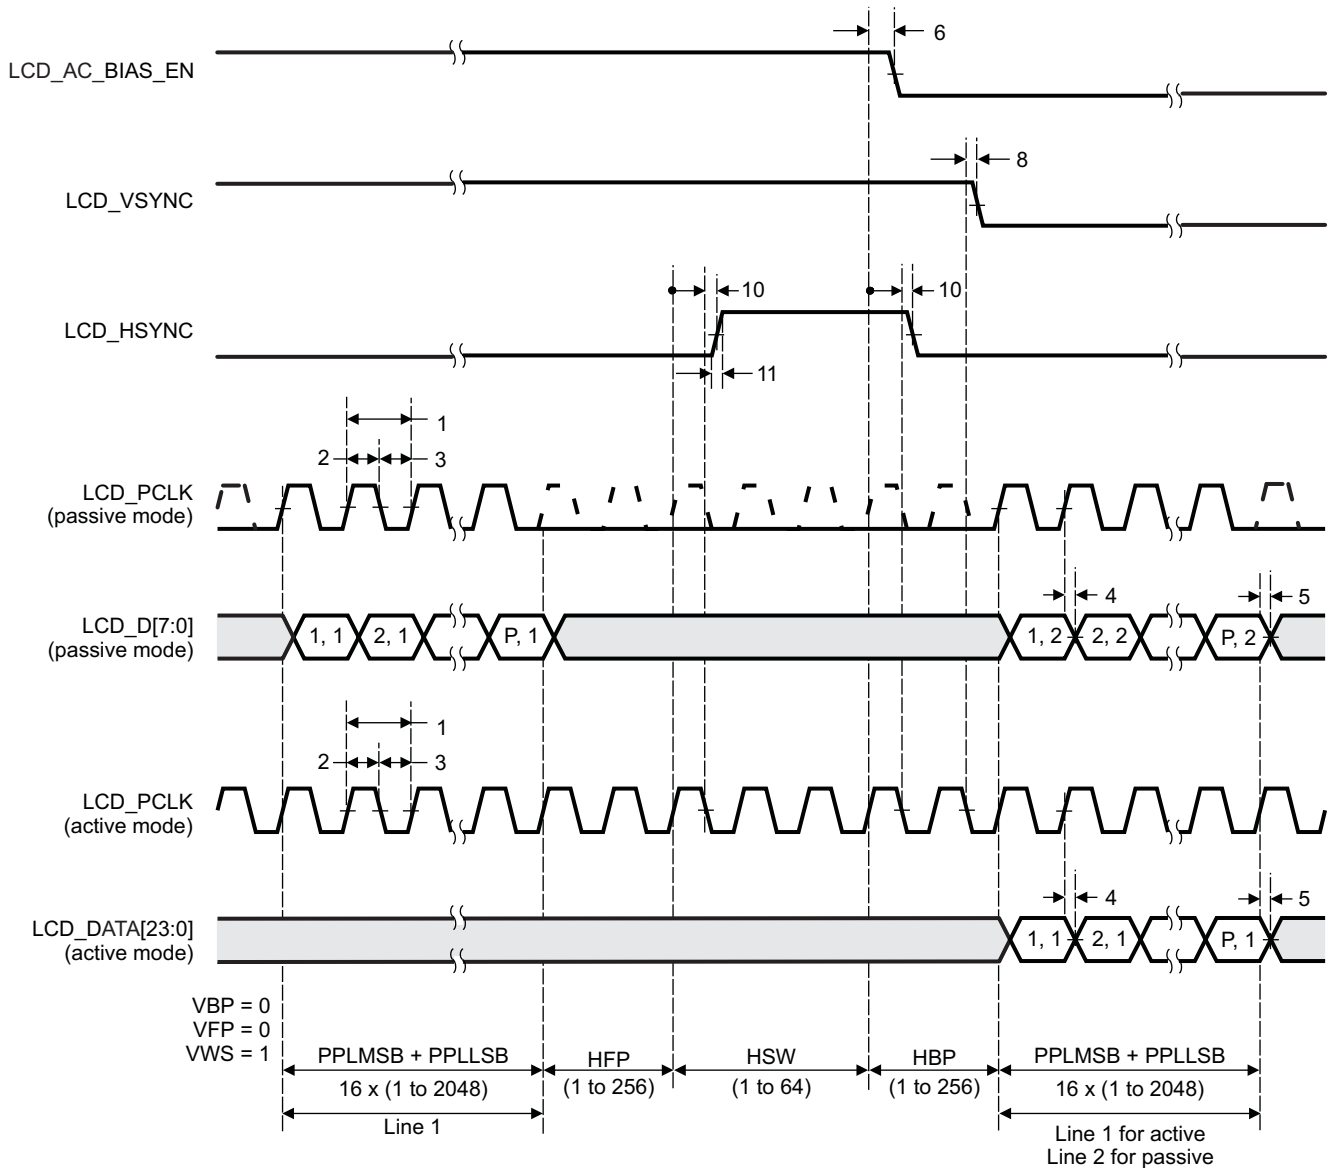 6
LCD_AC_BIAS_EN
8
LCD_VSYNC
10
10
LCD_HSYNC
11
1
2
3
LCD_PCLK
(passive mode)
4
5
LCD_D[7:0]
(passive mode)
1, 1
2, 1
P, 1
1, 2
2, 2
P, 2
1
2
3
LCD_PCLK
(active mode)
4
5
LCD_DATA[23:0]
(active mode)
1, 1
2, 1
P, 1
VBP = 0
VFP = 0
VWS = 1
PPLMSB + PPLLSB
16 x (1 to 2048)
Line 1
HFP
(1 to 256)
HSW
(1 to 64)
HBP
(1 to 256)
PPLMSB + PPLLSB
16 x (1 to 2048)
Line 1 for active
Line 2 for passive